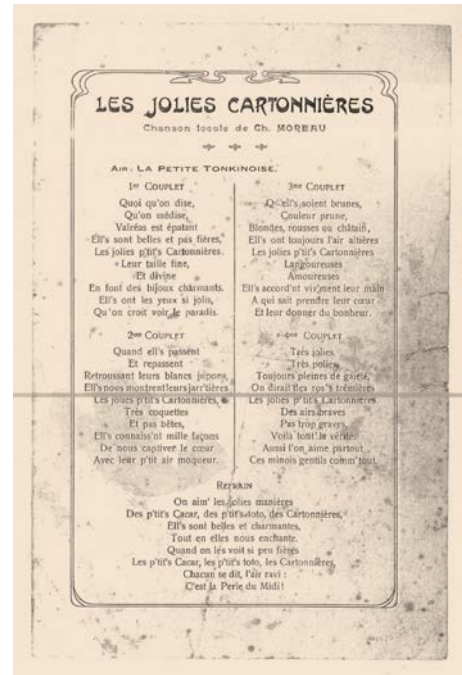 LES JOLIES CARTONNIÈRES
Chanson locale de Ch. MOREAU
AIR: LA PETITE TONKINOISE.
1er COUPLET
Quoi qu'on dise,
Qu'on médise,
Valréas est épatant
Ell's sont belles et pas fières,
Les jolies p'tit's Cartonnières.
Leur taille fine,
Et divine
En font des bijoux charmants.
Ell's ont les yeux si jolis,
Qu'on croit voir le paradis.
2me COUPLET
Quand ell's passent
Et repassent
Retroussant leurs blancs jupons,
Ell's nous montrent leurs jarr'tières
Les jolies p'tit's Cartonnières,
Très coquettes
Et pas bêtes,
Ell's connaiss'nt mille façons
De nous captiver le cœur
Avec leur p'tit air moqueur.
3me COUPLET
Qu'ell's soient brunes,
Couleur prune,
Blondes, rousses ou châtain,
Ell's ont toujours l'air altières
Les jolies p'tit's Cartonnières
Langoureuses
Amoureuses
Ell's accord'nt viv'ment leur main
A qui sait prendre leur cœur
Et leur donner du bonheur.
4me COUPLET
Très jolies
Très polies,
Toujours pleines de gaieté,
On dirait des ros's trémières
Les jolies p'tit's Cartonnières.
Des airs braves
Pas trop graves,
Voilà tout' la vérité.
Aussi l'on aime partout
Ces minois gentils comm' tout.
REFRAIN
On aim' les jolies manières
Des p'tit's Cacar, des p'tit's toto, des Cartonnières,
Ell's sont belles et charmantes,
Tout en elles nous enchante.
Quand on les voit si peu fières
Les p'tit's Cacar, les p'tit's toto, les Cartonnières,
Chacun se dit, l'air ravi :
C'est la Perle du Midi!